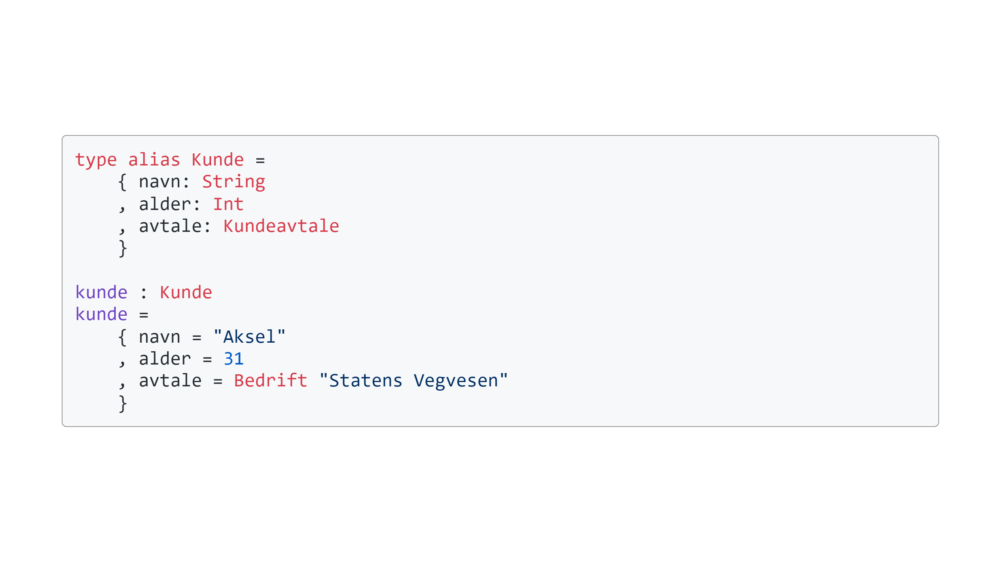 type alias Kunde =
    { navn: String
    , alder: Int
    , avtale: Kundeavtale
    }

kunde : Kunde
kunde =
    { navn = "Aksel"
    , alder = 31
    , avtale = Bedrift "Statens Vegvesen"
    }